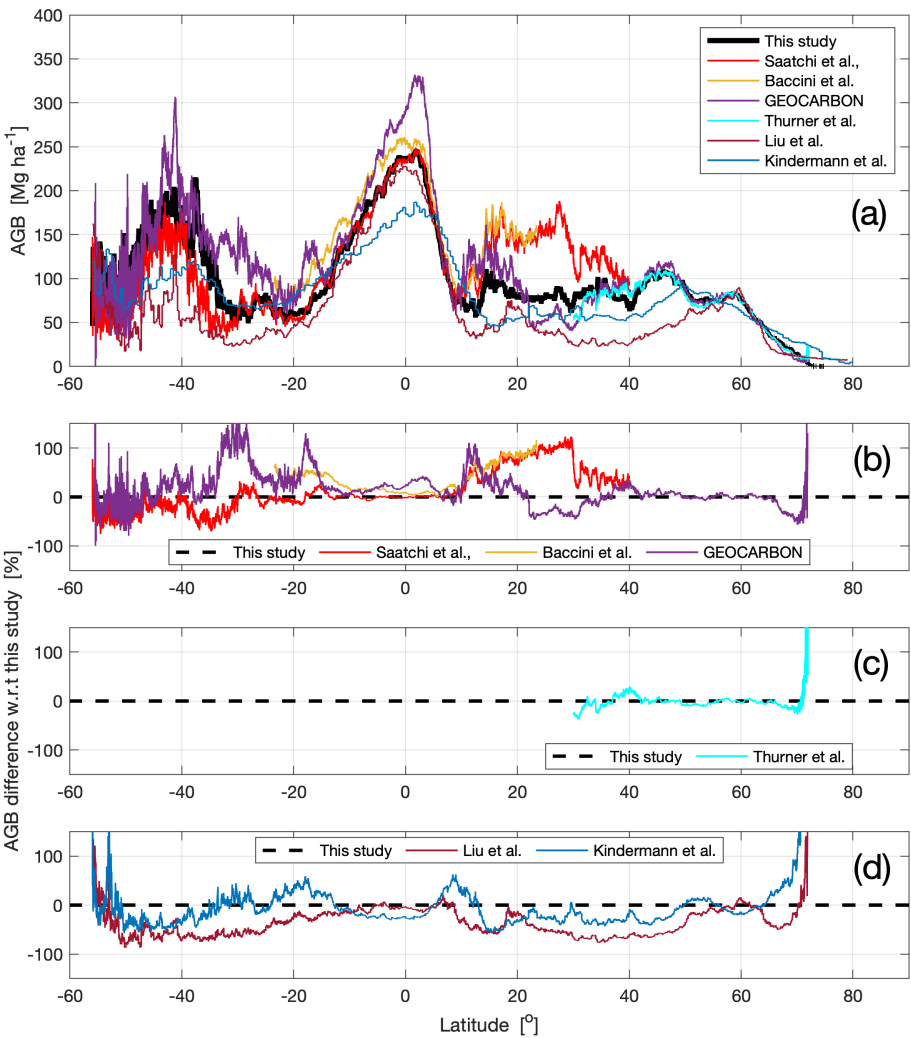 400
350
300
250
200
150
100
50
0
AGB [Mg ha⁻¹]
This study
Saatchi et al.,
Baccini et al.
GEOCARBON
Thurner et al.
Liu et al.
Kindermann et al.
(a)
-60 -40 -20 0 20 40 60 80
100
0
-100
(b)
This study Saatchi et al., Baccini et al. GEOCARBON
-60 -40 -20 0 20 40 60 80
AGB difference w.r.t this study [%]
100
0
-100
(c)
This study Thurner et al.
-60 -40 -20 0 20 40 60 80
This study Liu et al. Kindermann et al.
100
0
-100
(d)
-60 -40 -20 0 20 40 60 80
Latitude [º]